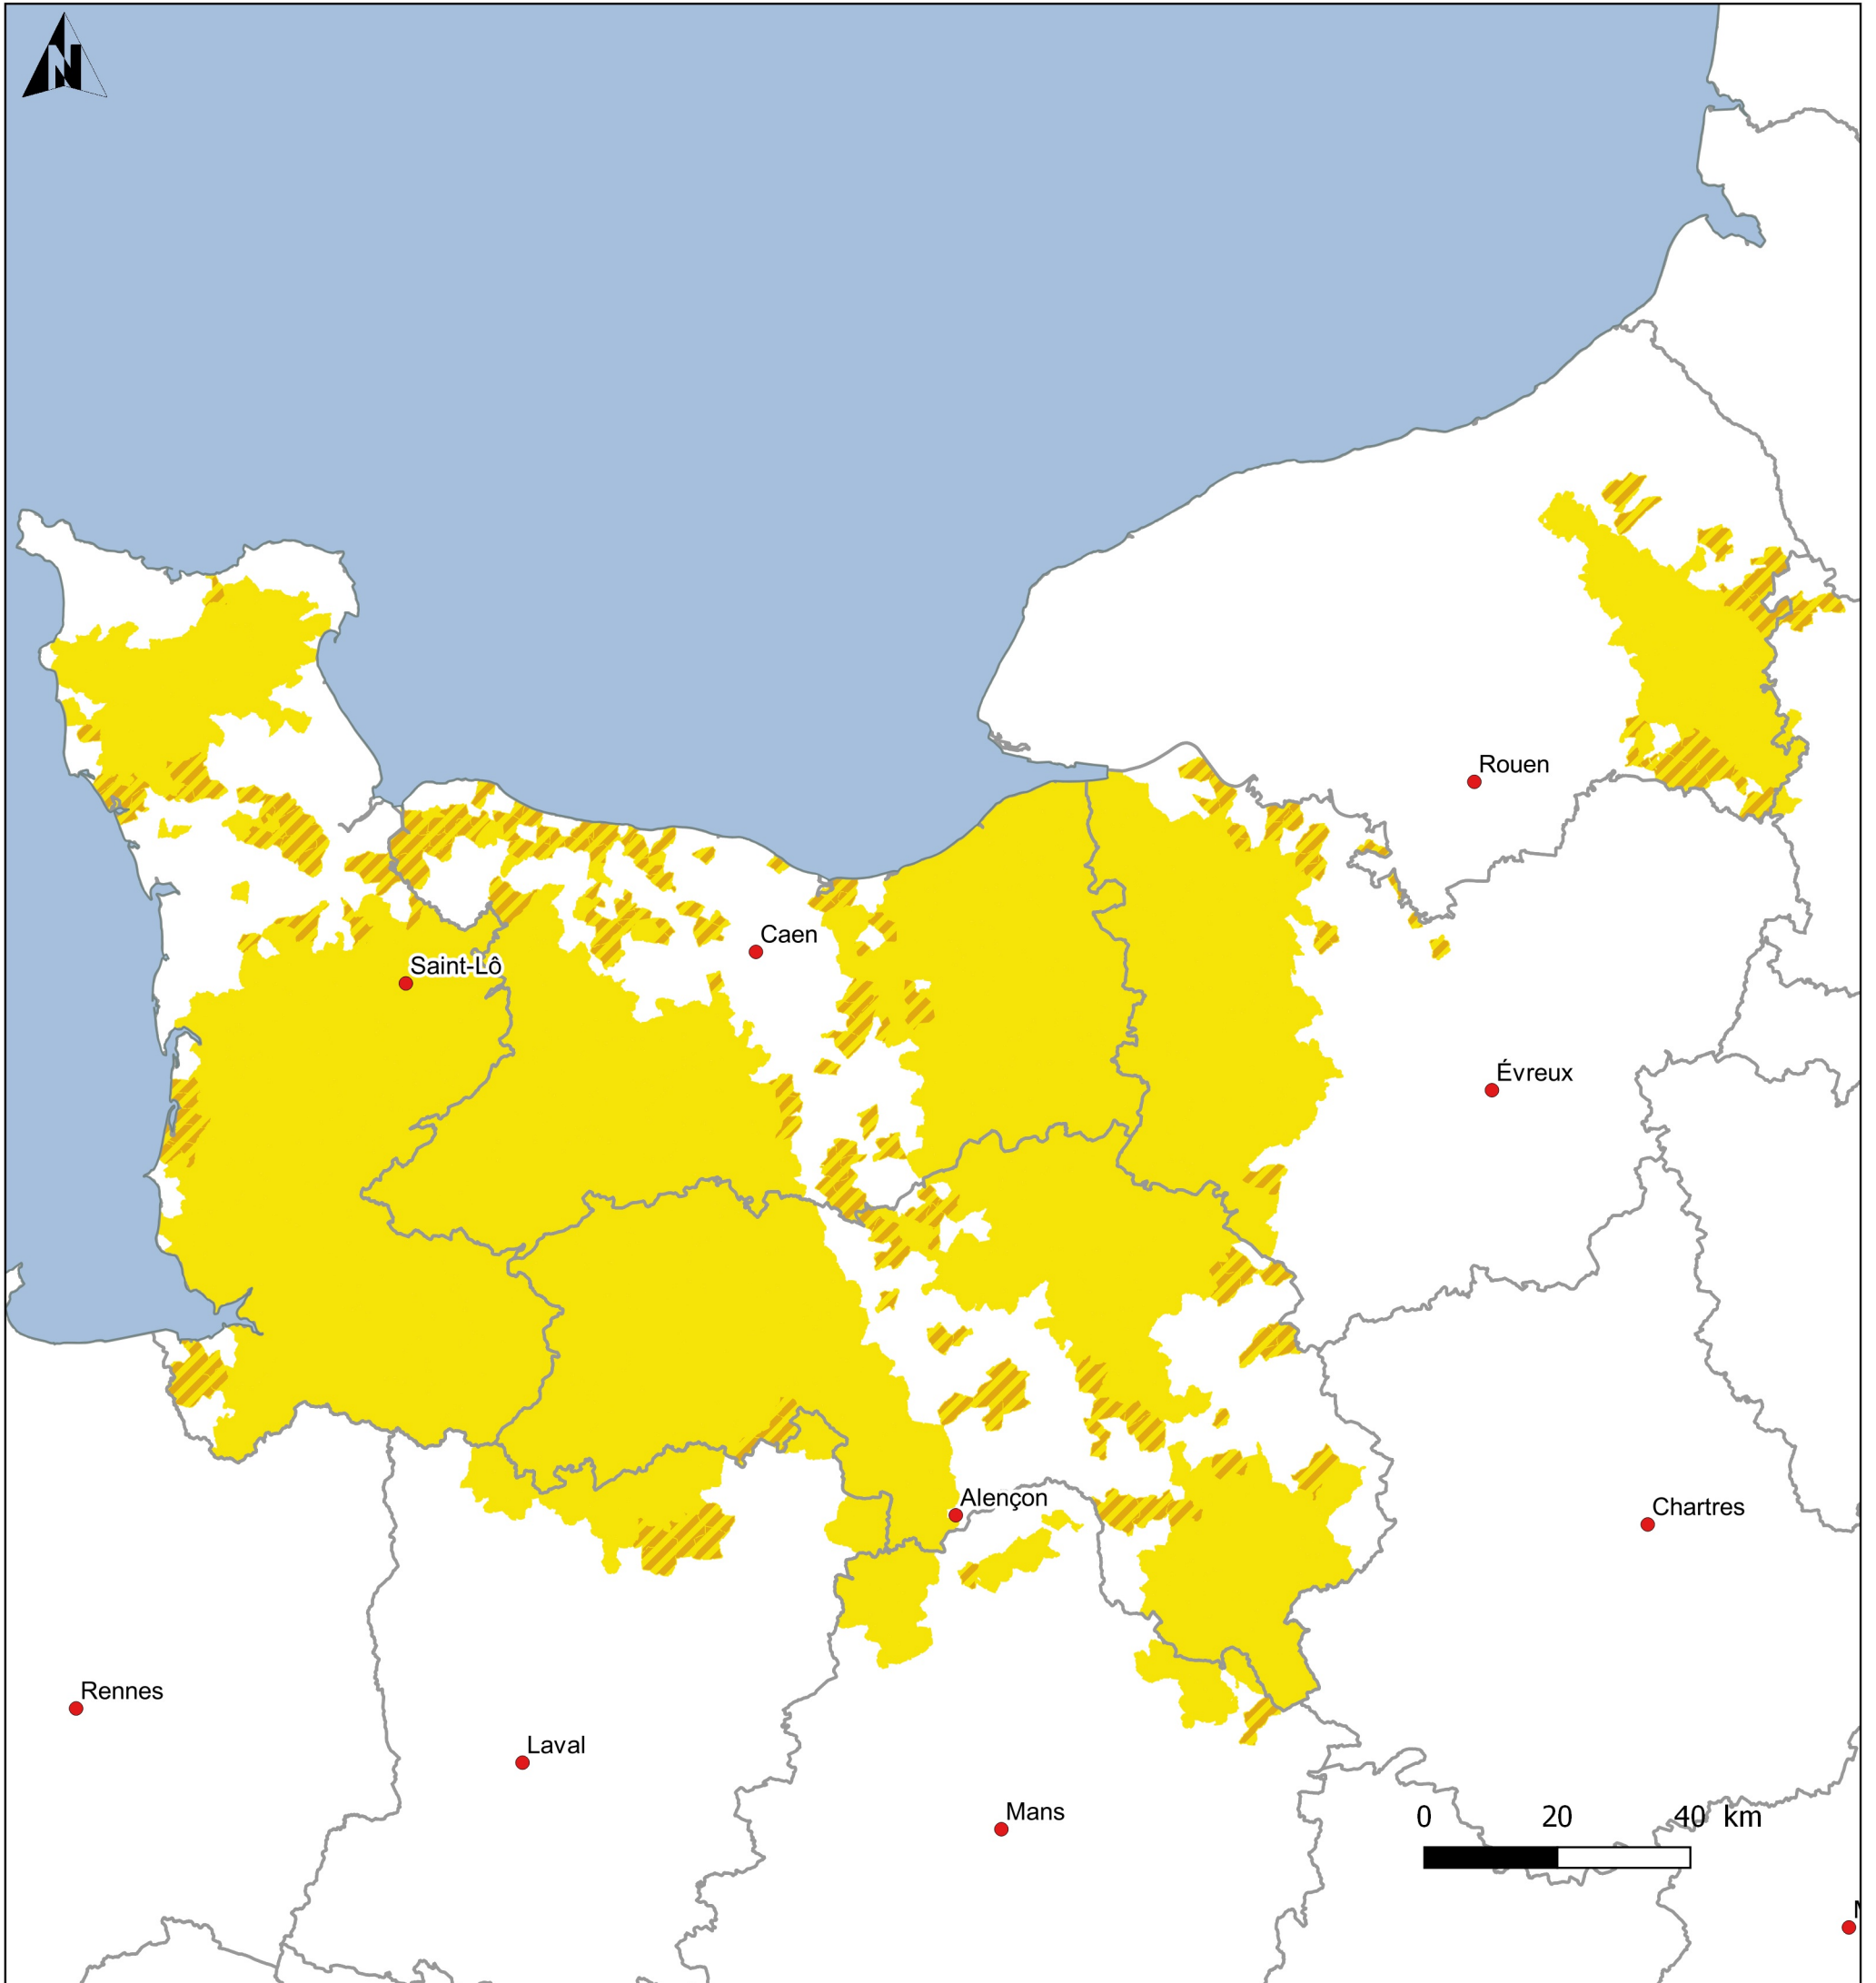 N
Rouen
Caen
Saint-Lô
Évreux
Alençon
Chartres
Rennes
Laval
Mans
0 20 40 km